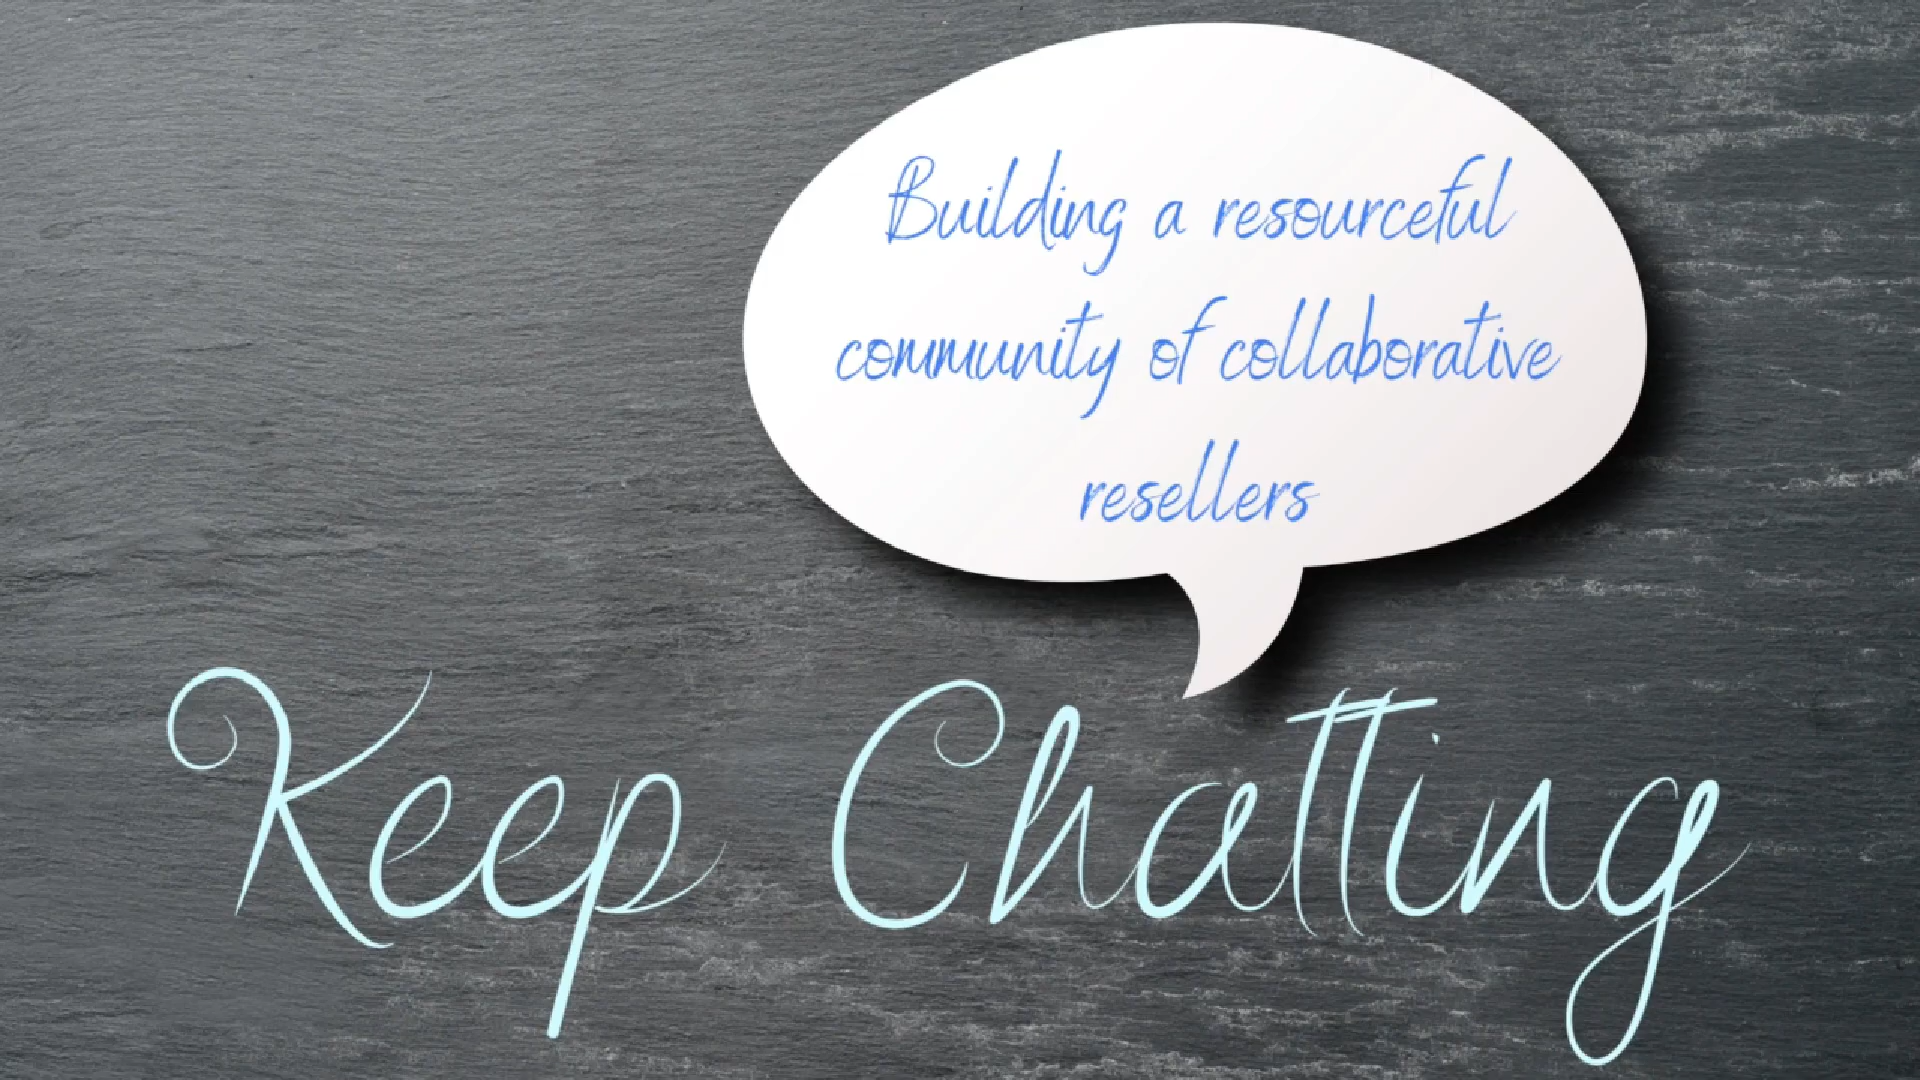 Building a resourceful
community of collaborative
resellers
Keep Chatting